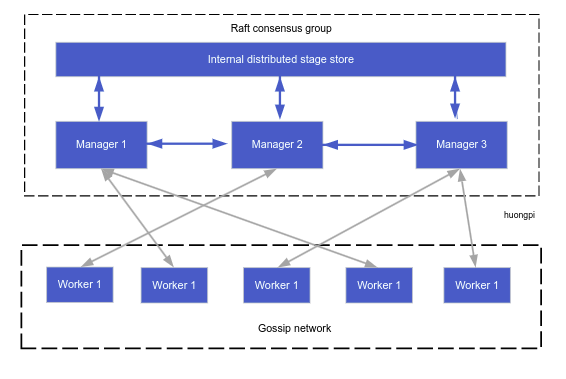 Raft consensus group
Internal distributed stage store
Manager 1
Manager 2
Manager 3
huongpi
Worker 1
Worker 1
Worker 1
Worker 1
Worker 1
Gossip network